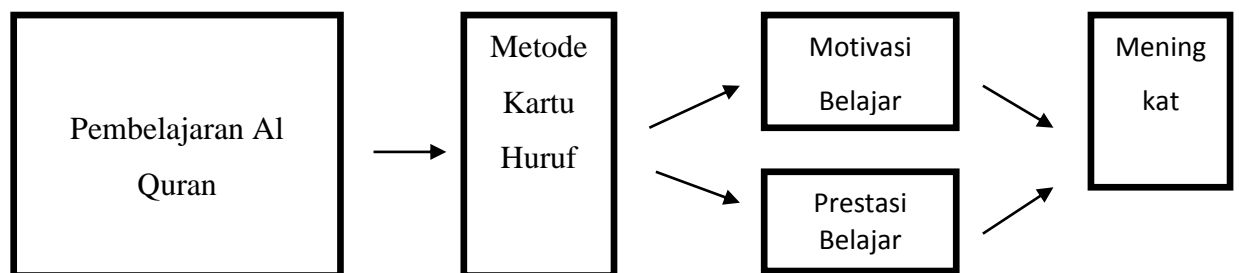 Pembelajaran Al
Quran
Metode
Kartu
Huruf
Motivasi
Belajar
Prestasi
Belajar
Mening
kat